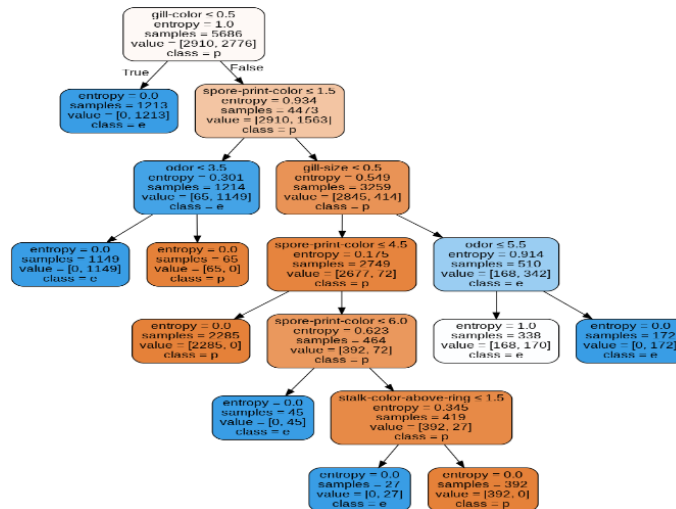 gill-color ≤ 0.5
entropy = 1.0
samples = 5686
value = [2910, 2776]
class = p
True
False
entropy = 0.0
samples = 1213
value = [0, 1213]
class = e
spore-print-color ≤ 1.5
entropy = 0.934
samples = 4473
value = [2910, 1563]
class = p
odor ≤ 3.5
entropy = 0.301
samples = 1214
value = [65, 1149]
class = e
gill-size ≤ 0.5
entropy = 0.549
samples = 3259
value = [2845, 414]
class = p
entropy = 0.0
samples = 1149
value = [0, 1149]
class = e
entropy = 0.0
samples = 65
value = [65, 0]
class = p
spore-print-color ≤ 4.5
entropy = 0.175
samples = 2749
value = [2677, 72]
class = p
odor ≤ 5.5
entropy = 0.914
samples = 510
value = [168, 342]
class = e
entropy = 0.0
samples = 2285
value = [2285, 0]
class = p
spore-print-color ≤ 6.0
entropy = 0.623
samples = 464
value = [392, 72]
class = p
entropy = 1.0
samples = 338
value = [168, 170]
class = e
entropy = 0.0
samples = 172
value = [0, 172]
class = e
entropy = 0.0
samples = 45
value = [0, 45]
class = e
stalk-color-above-ring ≤ 1.5
entropy = 0.345
samples = 419
value = [392, 27]
class = p
entropy = 0.0
samples = 27
value = [0, 27]
class = e
entropy = 0.0
samples = 392
value = [392, 0]
class = p